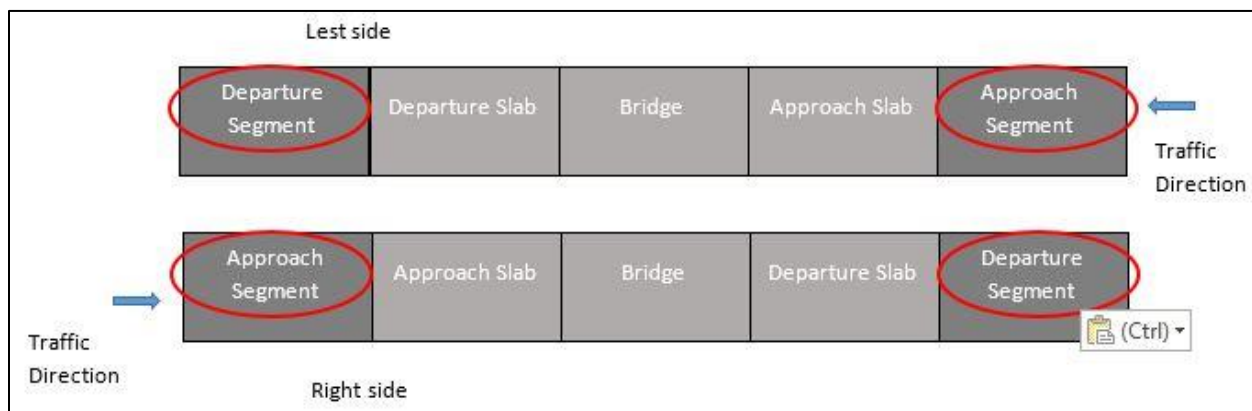 Lest side
Departure
Segment
Departure Slab
Bridge
Approach Slab
Approach
Segment
Traffic
Direction
Approach
Segment
Approach Slab
Bridge
Departure Slab
Departure
Segment
(Ctrl)
Traffic
Direction
Right side